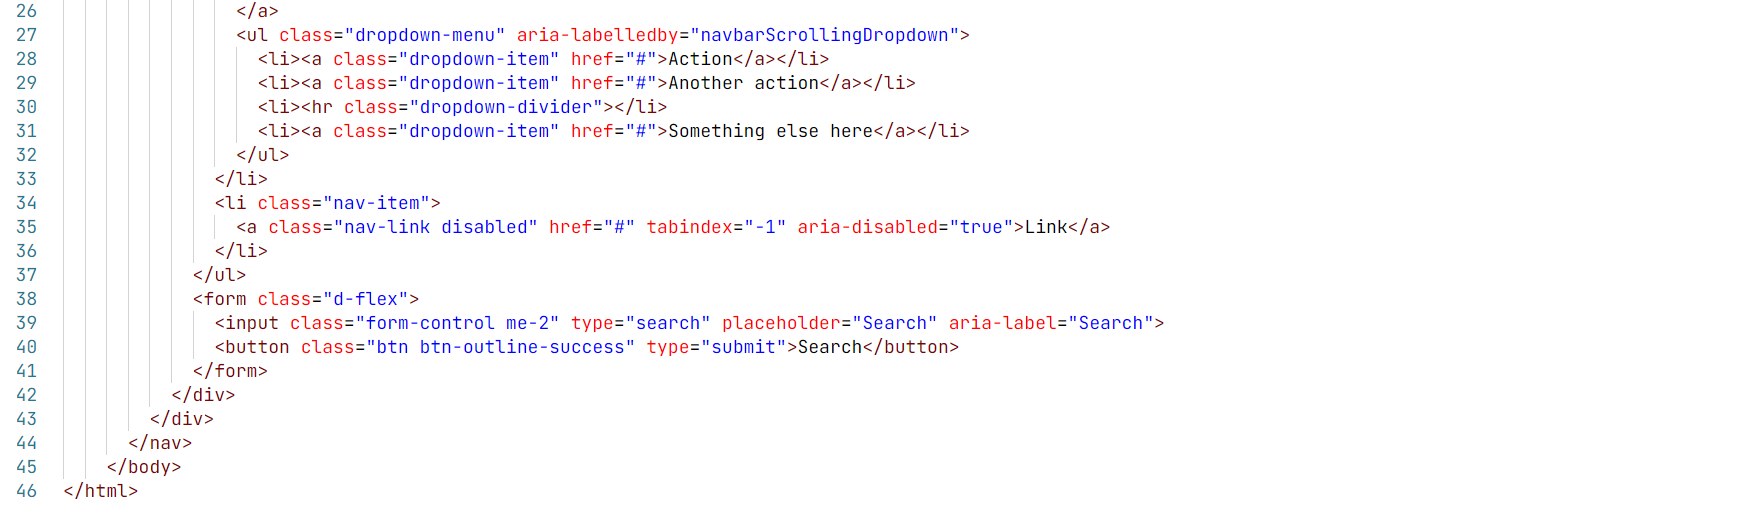 26 </a>
27 <ul class="dropdown-menu" aria-labelledby="navbarScrollingDropdown">
28 <li><a class="dropdown-item" href="#">Action</a></li>
29 <li><a class="dropdown-item" href="#">Another action</a></li>
30 <li><hr class="dropdown-divider"></li>
31 <li><a class="dropdown-item" href="#">Something else here</a></li>
32 </ul>
33 </li>
34 <li class="nav-item">
35 <a class="nav-link disabled" href="#" tabindex="-1" aria-disabled="true">Link</a>
36 </li>
37 </ul>
38 <form class="d-flex">
39 <input class="form-control me-2" type="search" placeholder="Search" aria-label="Search">
40 <button class="btn btn-outline-success" type="submit">Search</button>
41 </form>
42 </div>
43 </div>
44 </nav>
45 </body>
46 </html>